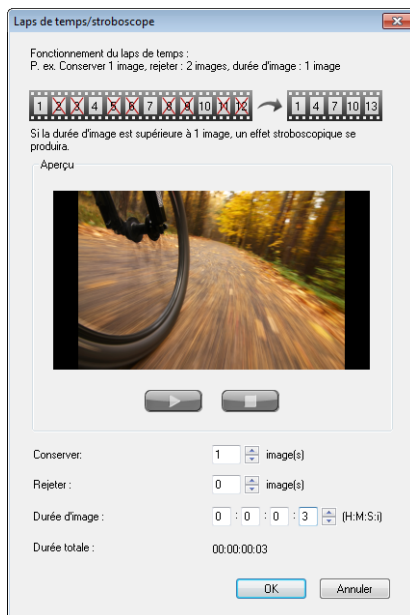 Laps de temps/stroboscope
Fonctionnement du laps de temps :
P. ex. Conserver 1 image, rejeter : 2 images, durée d'image : 1 image
1 2 3 4 5 6 7 8 9 10 11 12 1 4 7 10 13
Si la durée d'image est supérieure à 1 image, un effet stroboscopique se
produira.
Aperçu
Conserver: 1 image(s)
Rejeter : 0 image(s)
Durée d'image : 0 : 0 : 0 : 3 (H:M:S:i)
Durée totale : 00:00:00:03
OK Annuler